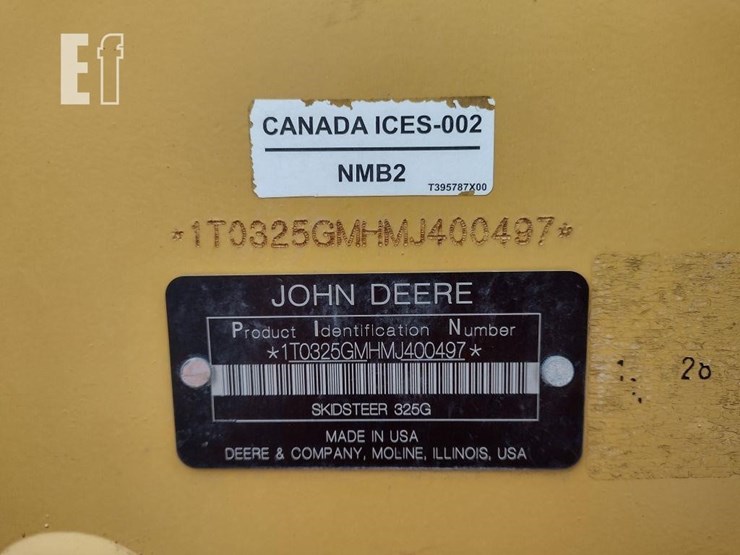 Ef
CANADA ICES-002
NMB2
T395787X00
*1T0325GMHMJ400497*
JOHN DEERE
Product Identification Number
*1T0325GMHMJ400497*
SKIDSTEER 325G
MADE IN USA
DEERE & COMPANY, MOLINE, ILLINOIS, USA